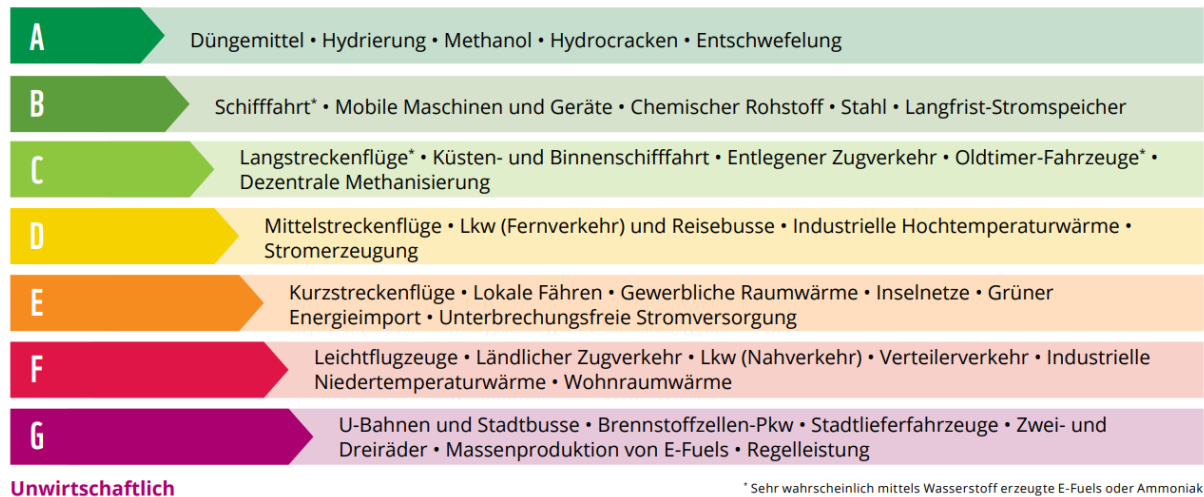 A
Düngemittel • Hydrierung • Methanol • Hydrocracken • Entschwefelung
B
Schifffahrt* • Mobile Maschinen und Geräte • Chemischer Rohstoff • Stahl • Langfrist-Stromspeicher
C
Langstreckenflüge* • Küsten- und Binnenschifffahrt • Entlegener Zugverkehr • Oldtimer-Fahrzeuge* •
Dezentrale Methanisierung
D
Mittelstreckenflüge • Lkw (Fernverkehr) und Reisebusse • Industrielle Hochtemperaturwärme •
Stromerzeugung
E
Kurzstreckenflüge • Lokale Fähren • Gewerbliche Raumwärme • Inselnetze • Grüner
Energieimport • Unterbrechungsfreie Stromversorgung
F
Leichtflugzeuge • Ländlicher Zugverkehr • Lkw (Nahverkehr) • Verteilerverkehr • Industrielle
Niedertemperaturwärme • Wohnraumwärme
G
U-Bahnen und Stadtbusse • Brennstoffzellen-Pkw • Stadtlieferfahrzeuge • Zwei- und
Dreiräder • Massenproduktion von E-Fuels • Regelleistung
Unwirtschaftlich
* Sehr wahrscheinlich mittels Wasserstoff erzeugte E-Fuels oder Ammoniak